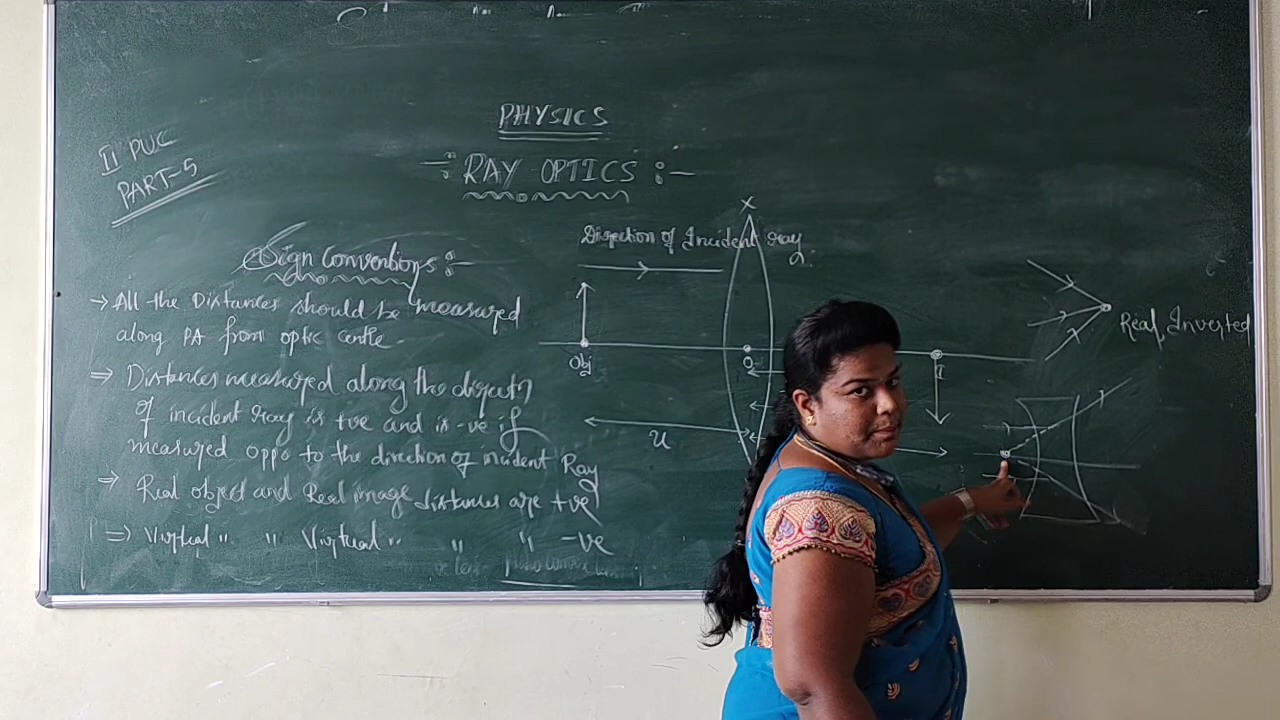 PHYSICS
II PUC
PART-5
-:- RAY OPTICS :-
Sign Conventions :-
→ All the Distances should be measured
along PA from optic centre.
⇒ Distances measured along the directn
of incident ray is +ve and is -ve if
measured oppo to the direction of incident Ray
⇒ Real object and Real image distances are +ve
⇒ Virtual " " Virtual " " " -ve
X
Direction of Incident ray.
Obj
O
I
u
Real, Inverted